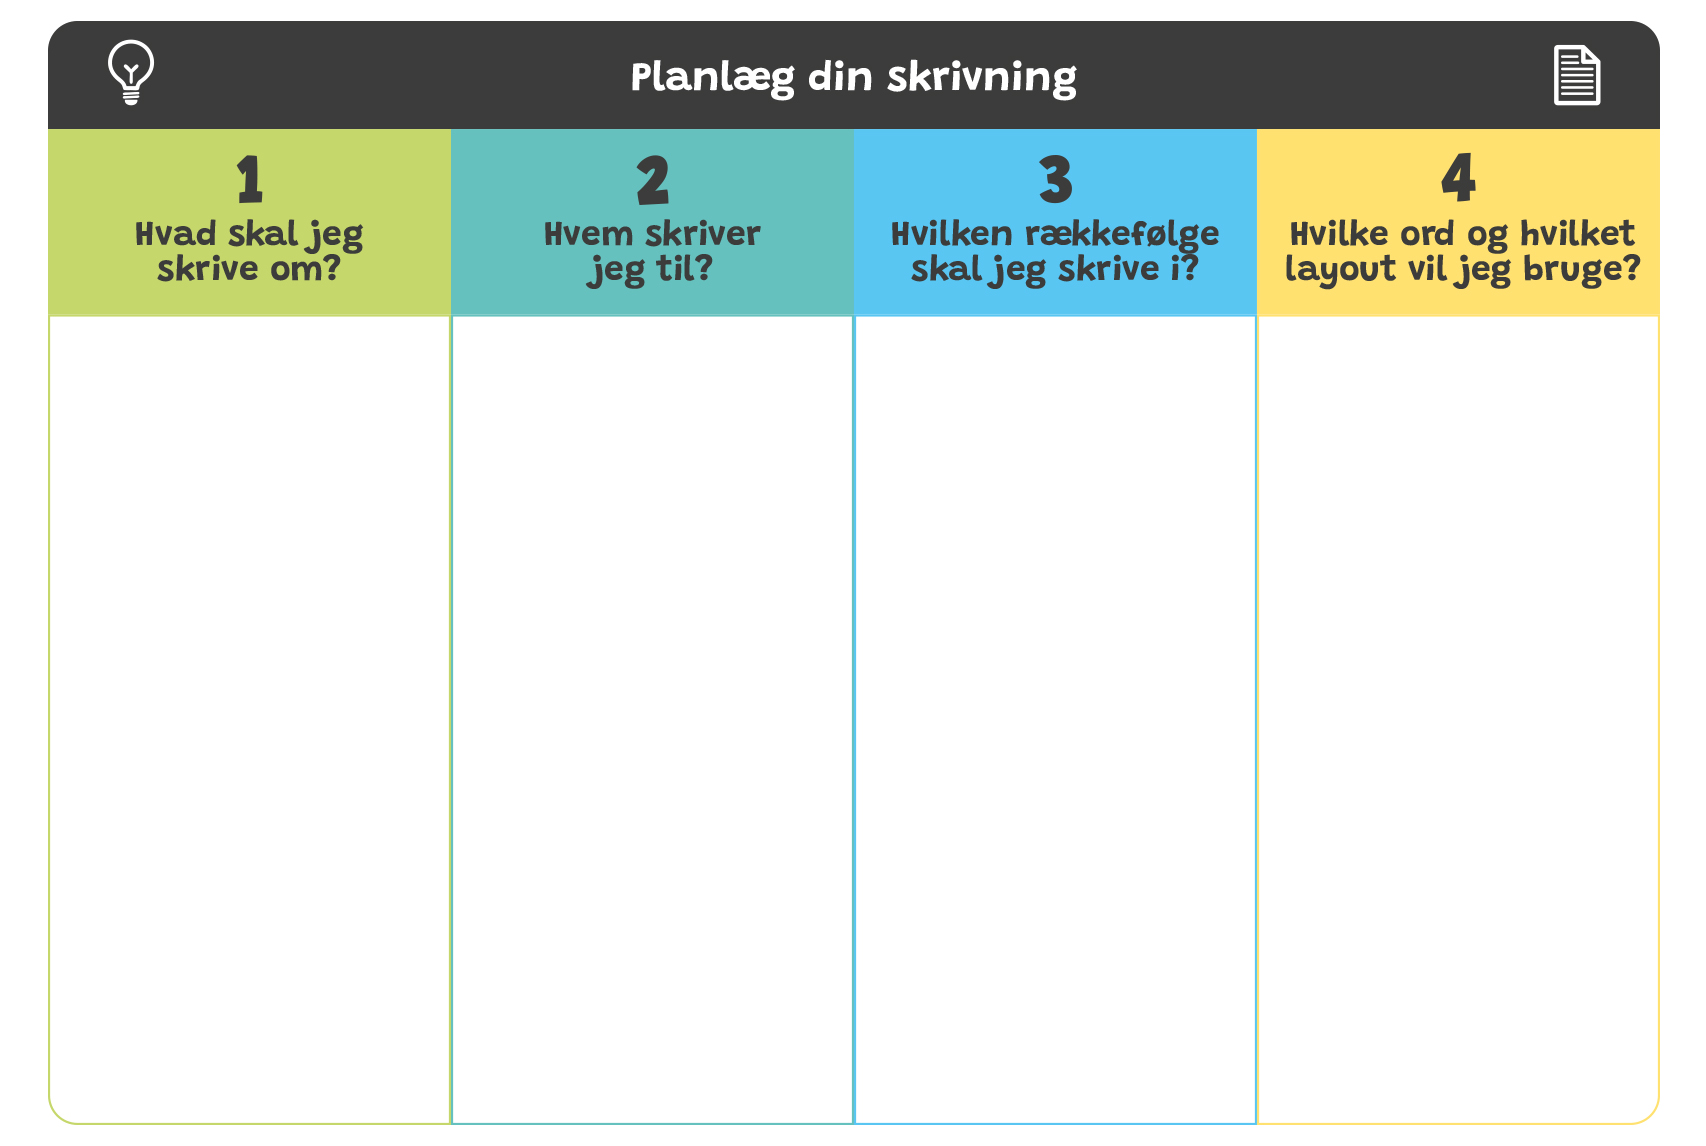 Planlæg din skrivning
1
Hvad skal jeg
skrive om?
2
Hvem skriver
jeg til?
3
Hvilken rækkefølge
skal jeg skrive i?
4
Hvilke ord og hvilket
layout vil jeg bruge?